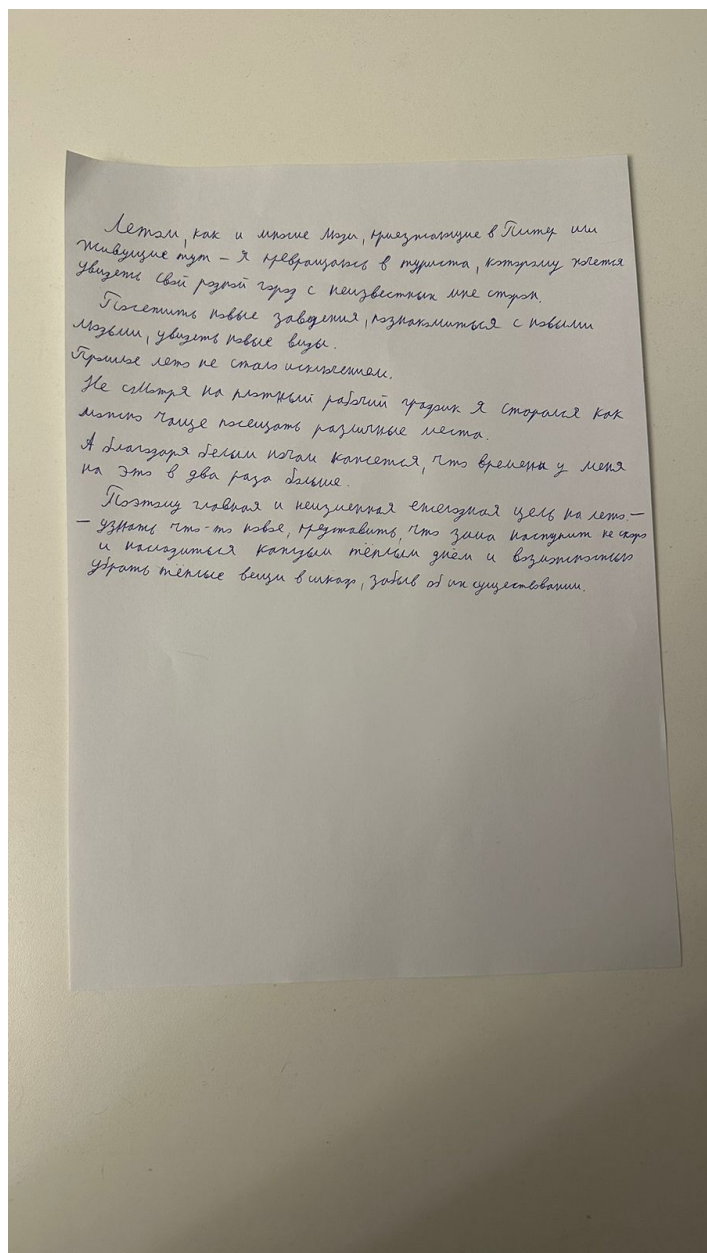 Летом, как и многие люди, приезжающие в Питер или
живущие тут – я превращаюсь в туриста, которому хочется
увидеть свой родной город с неизвестных мне сторон.
Посетить новые заведения, познакомиться с новыми
людьми, увидеть новые виды.
Прошлое лето не стало исключением.
Не смотря на плотный рабочий график я старался как
можно чаще посещать различные места.
А благодаря белым ночам кажется, что времени у меня
на это в два раза больше.
Поэтому главная и неизменная ежегодная цель на лето –
– узнать что-то новое, представить, что зима наступит не скоро
и насладиться каждым тёплым днём и возможностью
убрать тёплые вещи в шкаф, забыв об их существовании.